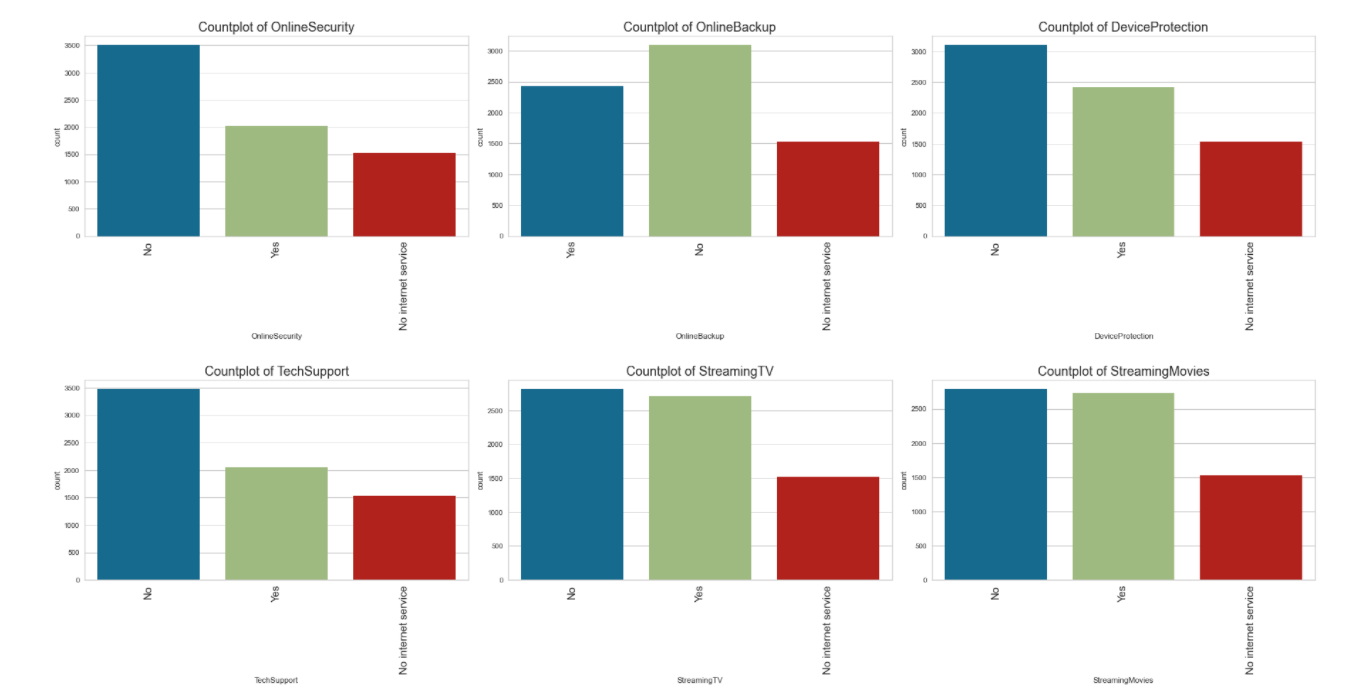 Countplot of OnlineSecurity
3500
3000
2500
2000
1500
1000
500
0
count
No
Yes
No internet service
OnlineSecurity
Countplot of OnlineBackup
3000
2500
2000
1500
1000
500
0
count
Yes
No
No internet service
OnlineBackup
Countplot of DeviceProtection
3000
2500
2000
1500
1000
500
0
count
No
Yes
No internet service
DeviceProtection
Countplot of TechSupport
3500
3000
2500
2000
1500
1000
500
0
count
No
Yes
No internet service
TechSupport
Countplot of StreamingTV
2500
2000
1500
1000
500
0
count
No
Yes
No internet service
StreamingTV
Countplot of StreamingMovies
2500
2000
1500
1000
500
0
count
No
Yes
No internet service
StreamingMovies